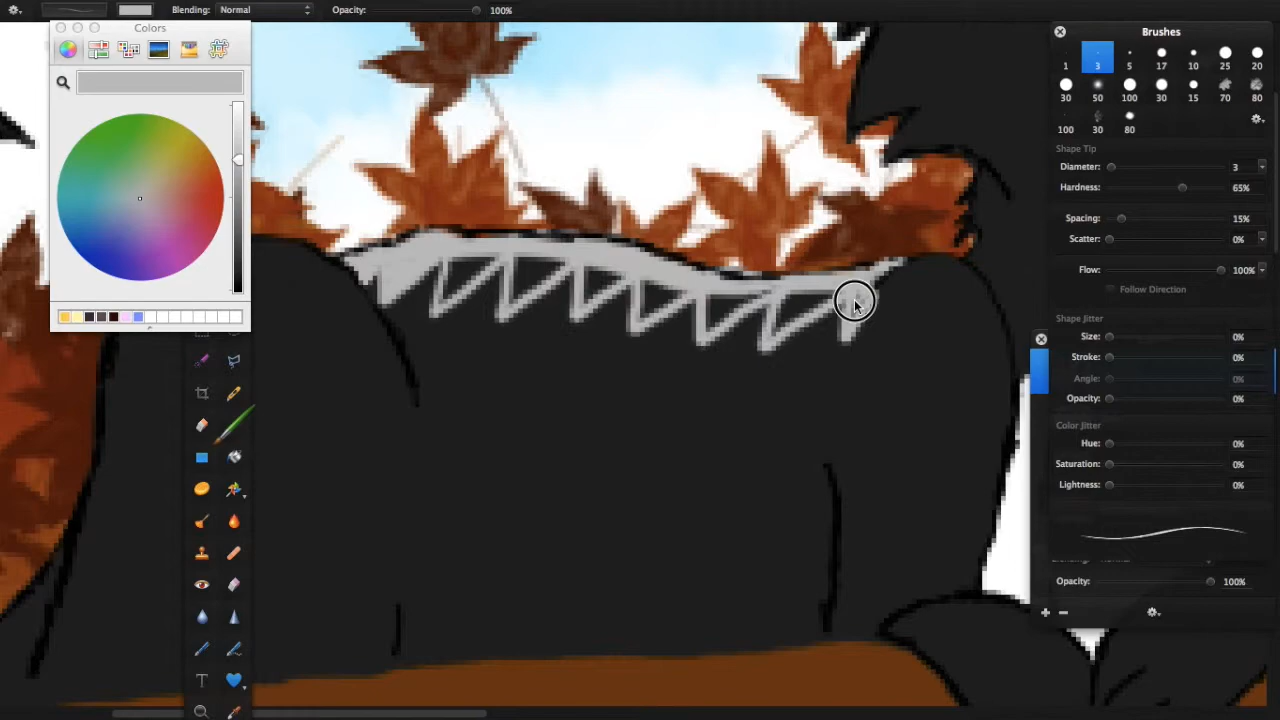 Blending: Normal Opacity: 100%
Colors
Brushes
1 3 5 17 10 25 20
30 50 100 30 15 70 80
100 30 80
Shape Tip
Diameter: 3
Hardness: 65%
Spacing: 15%
Scatter: 0%
Flow: 100%
Follow Direction
Shape Jitter
Size: 0%
Stroke: 0%
Angle: 0%
Opacity: 0%
Color Jitter
Hue: 0%
Saturation: 0%
Lightness: 0%
Opacity: 100%
T